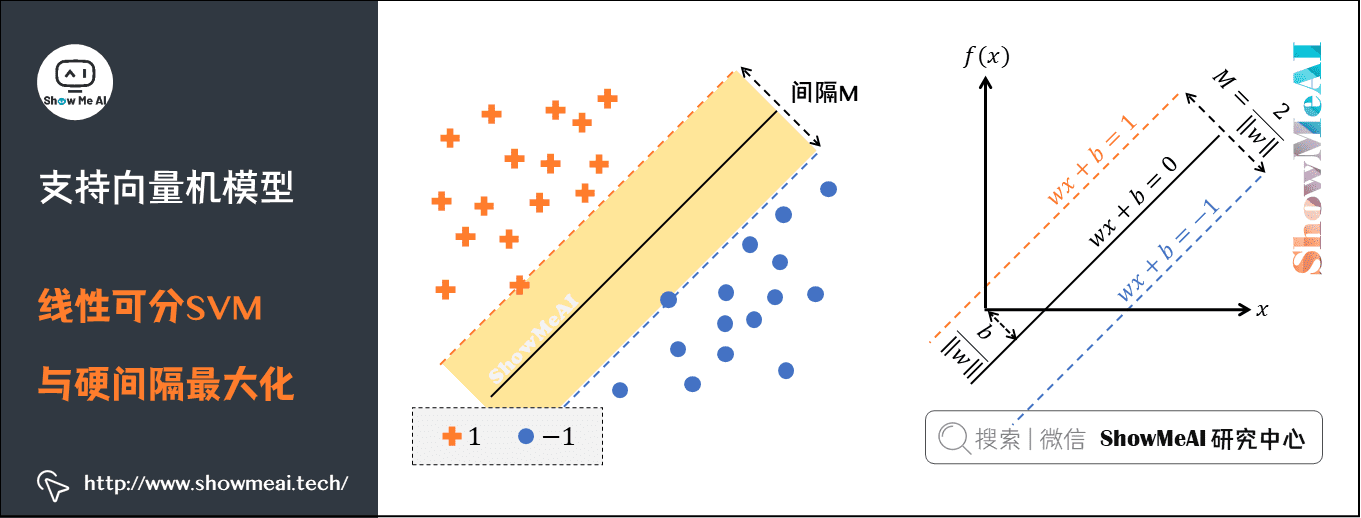 Show Me AI
支持向量机模型
线性可分SVM
与硬间隔最大化
http://www.showmeai.tech/
间隔M
ShowMeAI
1
−1
f(x)
wx + b = 1
wx + b = 0
wx + b = −1
M = 2/‖w‖
x
b/‖w‖
ShowMeAI
搜索 | 微信 ShowMeAI 研究中心